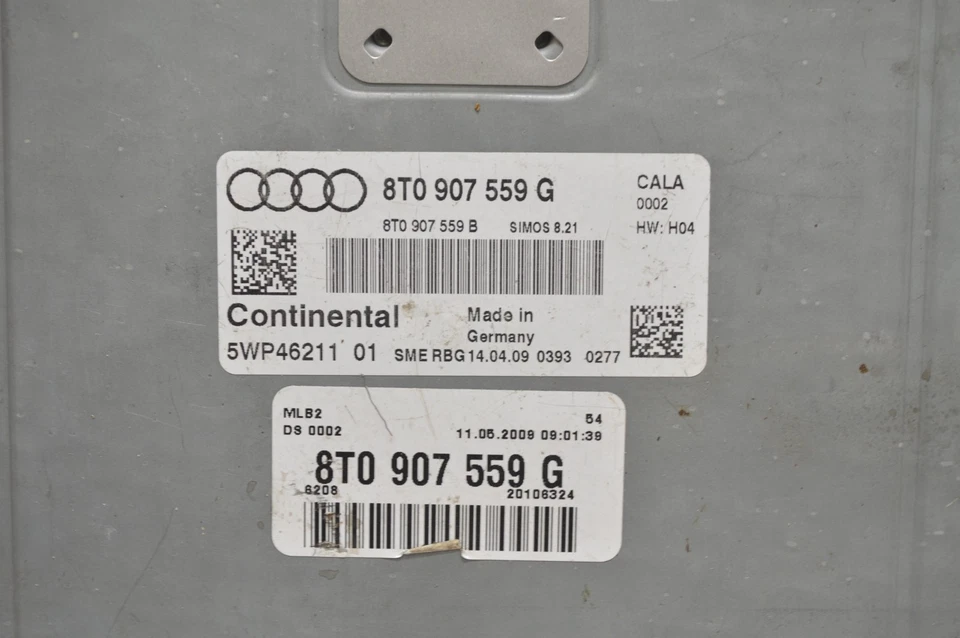 8T0 907 559 G
CALA
0002
8T0 907 559 B SIMOS 8.21
HW: H04
Continental
Made in
Germany
5WP46211 01 SME RBG 14.04.09 0393 0277
MLB2 54
DS 0002 11.05.2009 09:01:39
8T0 907 559 G
6208 20106324
H